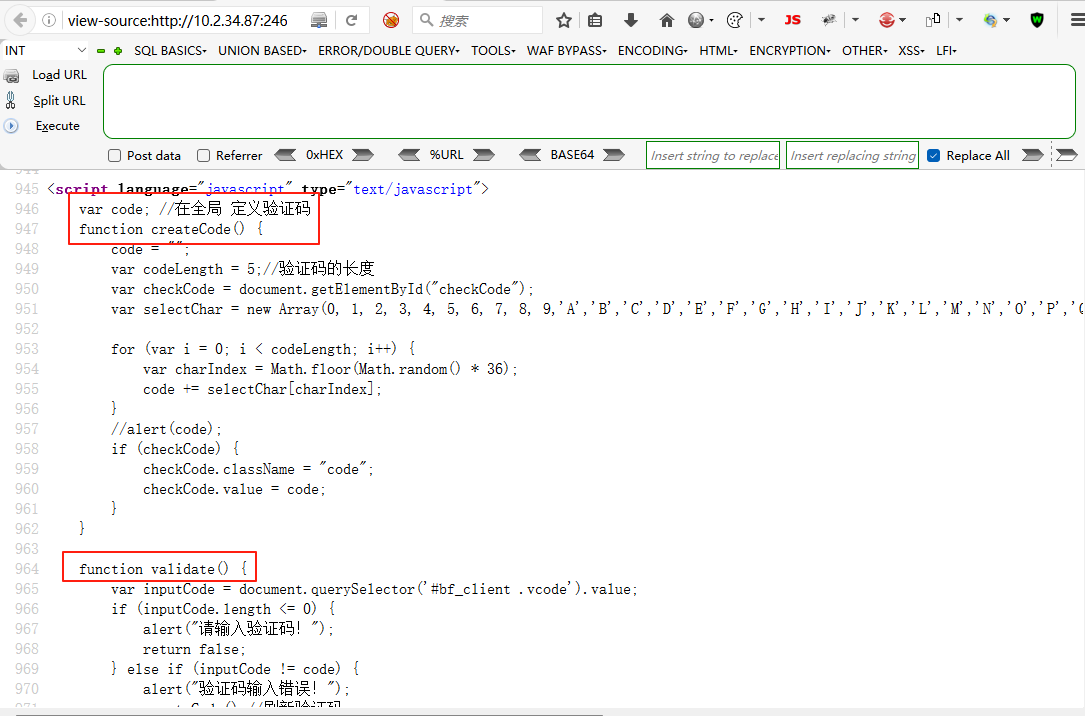 view-source:http://10.2.34.87:246
搜索
JS
INT
SQL BASICS
UNION BASED
ERROR/DOUBLE QUERY
TOOLS
WAF BYPASS
ENCODING
HTML
ENCRYPTION
OTHER
XSS
LFI
Load URL
Split URL
Execute
Post data
Referrer
0xHEX
%URL
BASE64
Insert string to replace
Insert replacing string
Replace All
945 <script language="javascript" type="text/javascript">
946 var code; //在全局 定义验证码
947 function createCode() {
948 code = "";
949 var codeLength = 5;//验证码的长度
950 var checkCode = document.getElementById("checkCode");
951 var selectChar = new Array(0, 1, 2, 3, 4, 5, 6, 7, 8, 9,'A','B','C','D','E','F','G','H','I','J','K','L','M','N','O','P','
952
953 for (var i = 0; i < codeLength; i++) {
954 var charIndex = Math.floor(Math.random() * 36);
955 code += selectChar[charIndex];
956 }
957 //alert(code);
958 if (checkCode) {
959 checkCode.className = "code";
960 checkCode.value = code;
961 }
962 }
963
964 function validate() {
965 var inputCode = document.querySelector('#bf_client .vcode').value;
966 if (inputCode.length <= 0) {
967 alert("请输入验证码！");
968 return false;
969 } else if (inputCode != code) {
970 alert("验证码输入错误！");